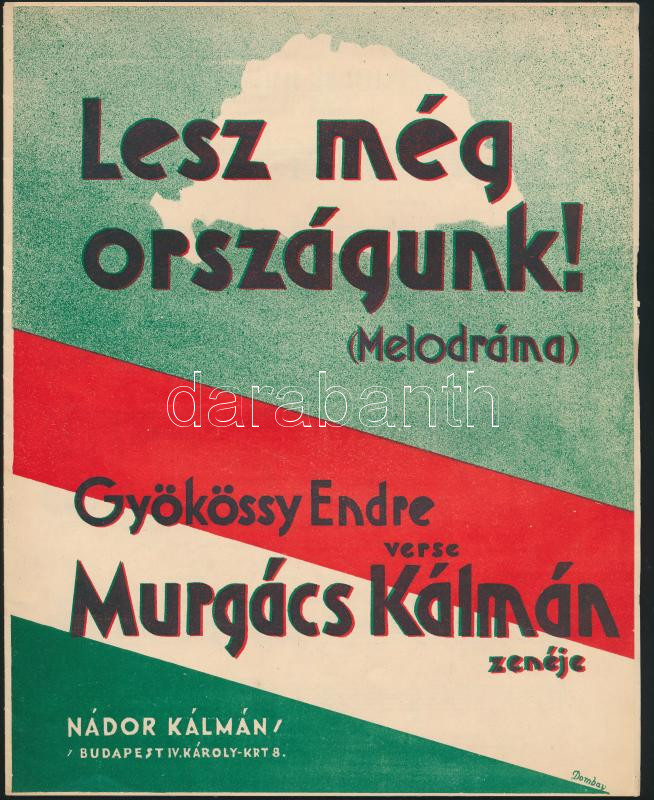 Lesz még
országunk!
(Melodráma)
darabanth
Gyökössy Endre
verse
Murgács Kálmán
zenéje
NÁDOR KÁLMÁN/
/ BUDAPEST IV. KÁROLY-KRT 8.
Dombay